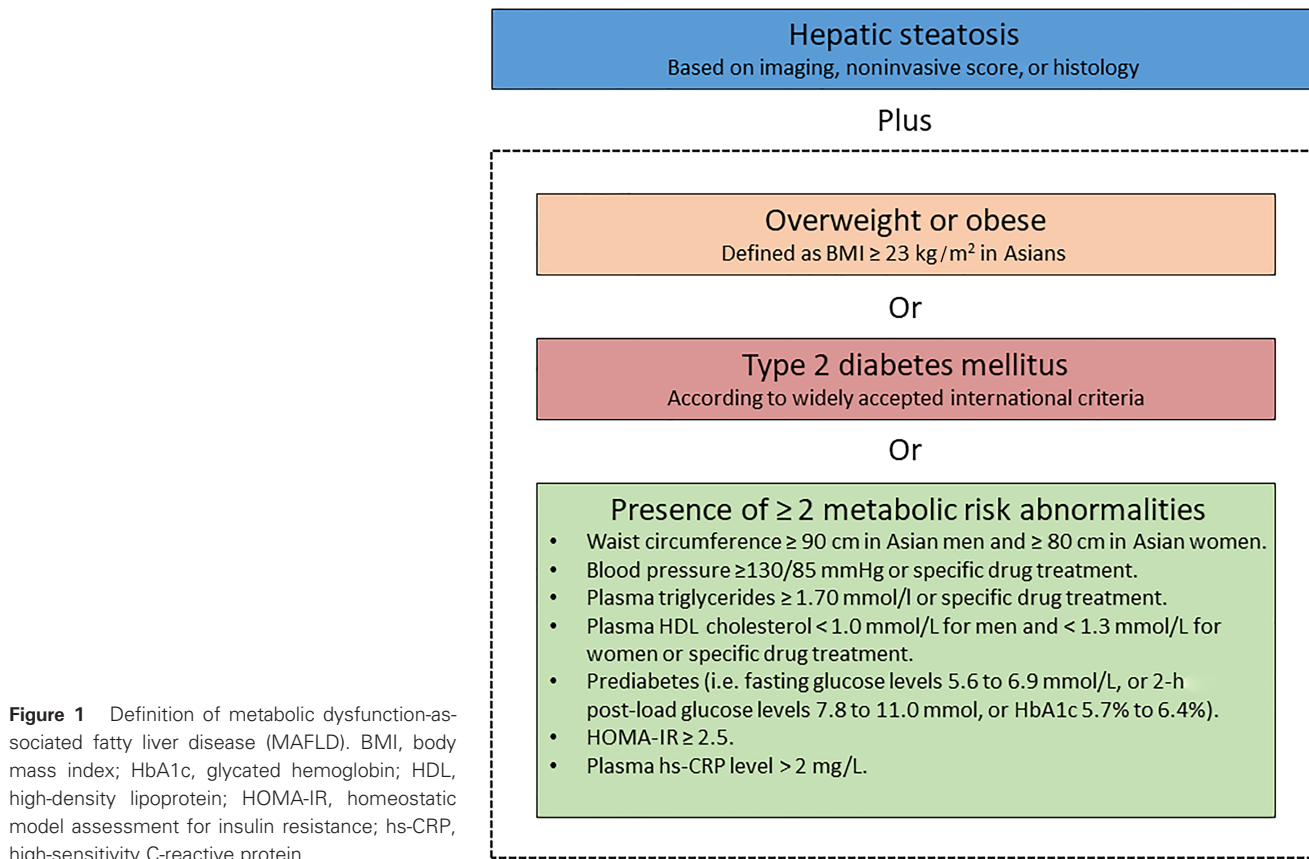 Hepatic steatosis
Based on imaging, noninvasive score, or histology
Plus
Overweight or obese
Defined as BMI ≥ 23 kg/m² in Asians
Or
Type 2 diabetes mellitus
According to widely accepted international criteria
Or
Presence of ≥ 2 metabolic risk abnormalities
• Waist circumference ≥ 90 cm in Asian men and ≥ 80 cm in Asian women.
• Blood pressure ≥130/85 mmHg or specific drug treatment.
• Plasma triglycerides ≥ 1.70 mmol/l or specific drug treatment.
• Plasma HDL cholesterol < 1.0 mmol/L for men and < 1.3 mmol/L for
women or specific drug treatment.
• Prediabetes (i.e. fasting glucose levels 5.6 to 6.9 mmol/L, or 2-h
post-load glucose levels 7.8 to 11.0 mmol, or HbA1c 5.7% to 6.4%).
• HOMA-IR ≥ 2.5.
• Plasma hs-CRP level > 2 mg/L.
Figure 1 Definition of metabolic dysfunction-as-
sociated fatty liver disease (MAFLD). BMI, body
mass index; HbA1c, glycated hemoglobin; HDL,
high-density lipoprotein; HOMA-IR, homeostatic
model assessment for insulin resistance; hs-CRP,
high-sensitivity C-reactive protein